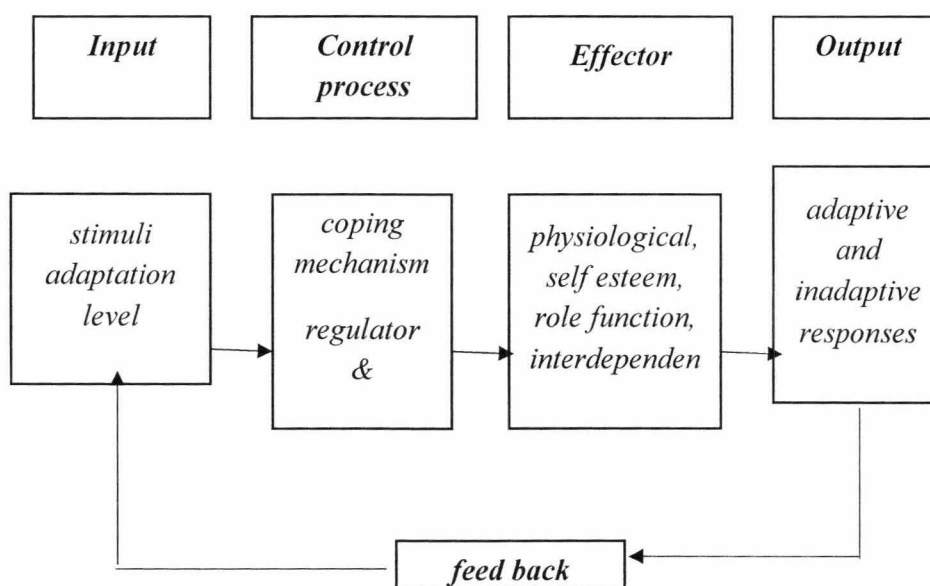 Input
Control
process
Effector
Output
stimuli
adaptation
level
coping
mechanism
regulator
&
physiological,
self esteem,
role function,
interdependen
adaptive
and
inadaptive
responses
feed back